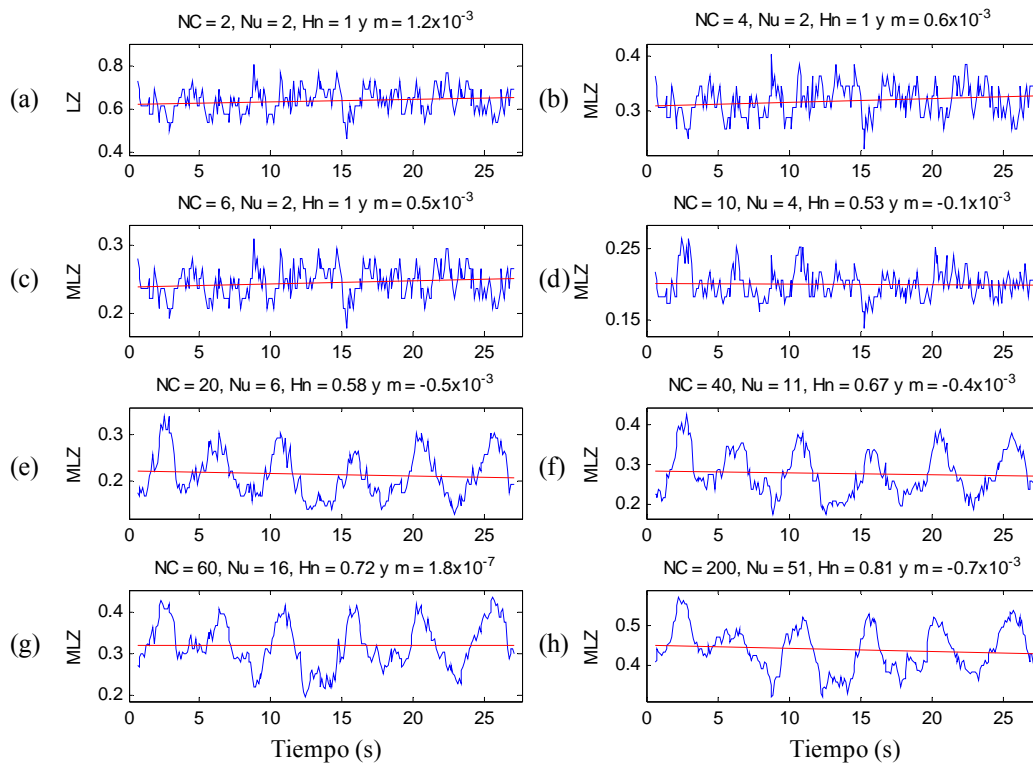 NC = 2, Nu = 2, Hn = 1 y m = 1.2x10⁻³
(a)
LZ
0.8
0.6
0.4
0 5 10 15 20 25
NC = 4, Nu = 2, Hn = 1 y m = 0.6x10⁻³
(b)
MLZ
0.4
0.3
0 5 10 15 20 25
NC = 6, Nu = 2, Hn = 1 y m = 0.5x10⁻³
(c)
MLZ
0.3
0.2
0 5 10 15 20 25
NC = 10, Nu = 4, Hn = 0.53 y m = -0.1x10⁻³
(d)
MLZ
0.25
0.15
0 5 10 15 20 25
NC = 20, Nu = 6, Hn = 0.58 y m = -0.5x10⁻³
(e)
MLZ
0.3
0.2
0 5 10 15 20 25
NC = 40, Nu = 11, Hn = 0.67 y m = -0.4x10⁻³
(f)
MLZ
0.4
0.3
0.2
0 5 10 15 20 25
NC = 60, Nu = 16, Hn = 0.72 y m = 1.8x10⁻⁷
(g)
MLZ
0.4
0.3
0.2
0 5 10 15 20 25
Tiempo (s)
NC = 200, Nu = 51, Hn = 0.81 y m = -0.7x10⁻³
(h)
MLZ
0.5
0.4
0 5 10 15 20 25
Tiempo (s)